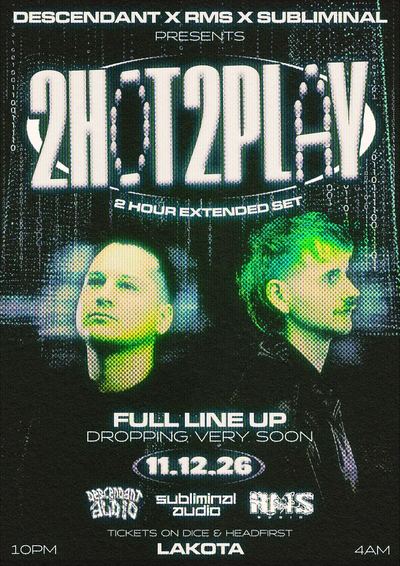 DESCENDANT X RMS X SUBLIMINAL
PRESENTS
2HOT2PLAY
2 HOUR EXTENDED SET
FULL LINE UP
DROPPING VERY SOON
11.12.26
DESCENDANT AUDIO
subliminal audio
RMS
TICKETS ON DICE & HEADFIRST
10PM
LAKOTA
4AM